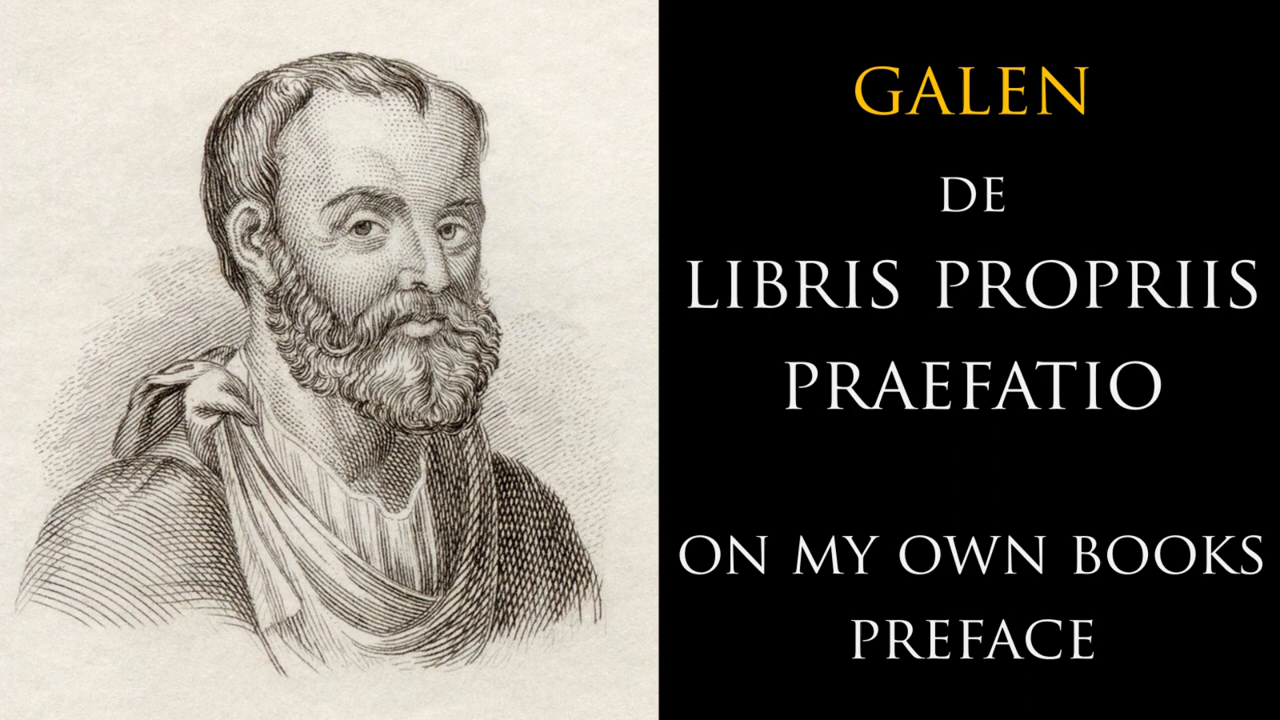 GALEN
DE
LIBRIS PROPRIIS
PRAEFATIO
ON MY OWN BOOKS
PREFACE